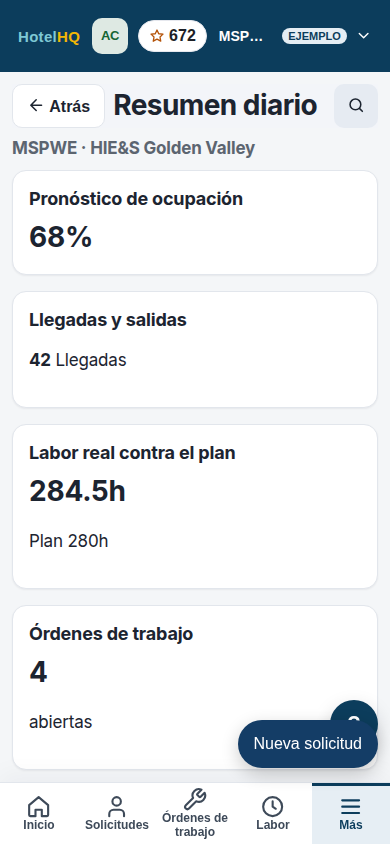 HotelHQ AC 672 MSP... EJEMPLO
Atrás Resumen diario
MSPWE · HIE&S Golden Valley
Pronóstico de ocupación
68%
Llegadas y salidas
42 Llegadas
Labor real contra el plan
284.5h
Plan 280h
Órdenes de trabajo
4
abiertas
Nueva solicitud
Inicio
Solicitudes
Órdenes de
trabajo
Labor
Más